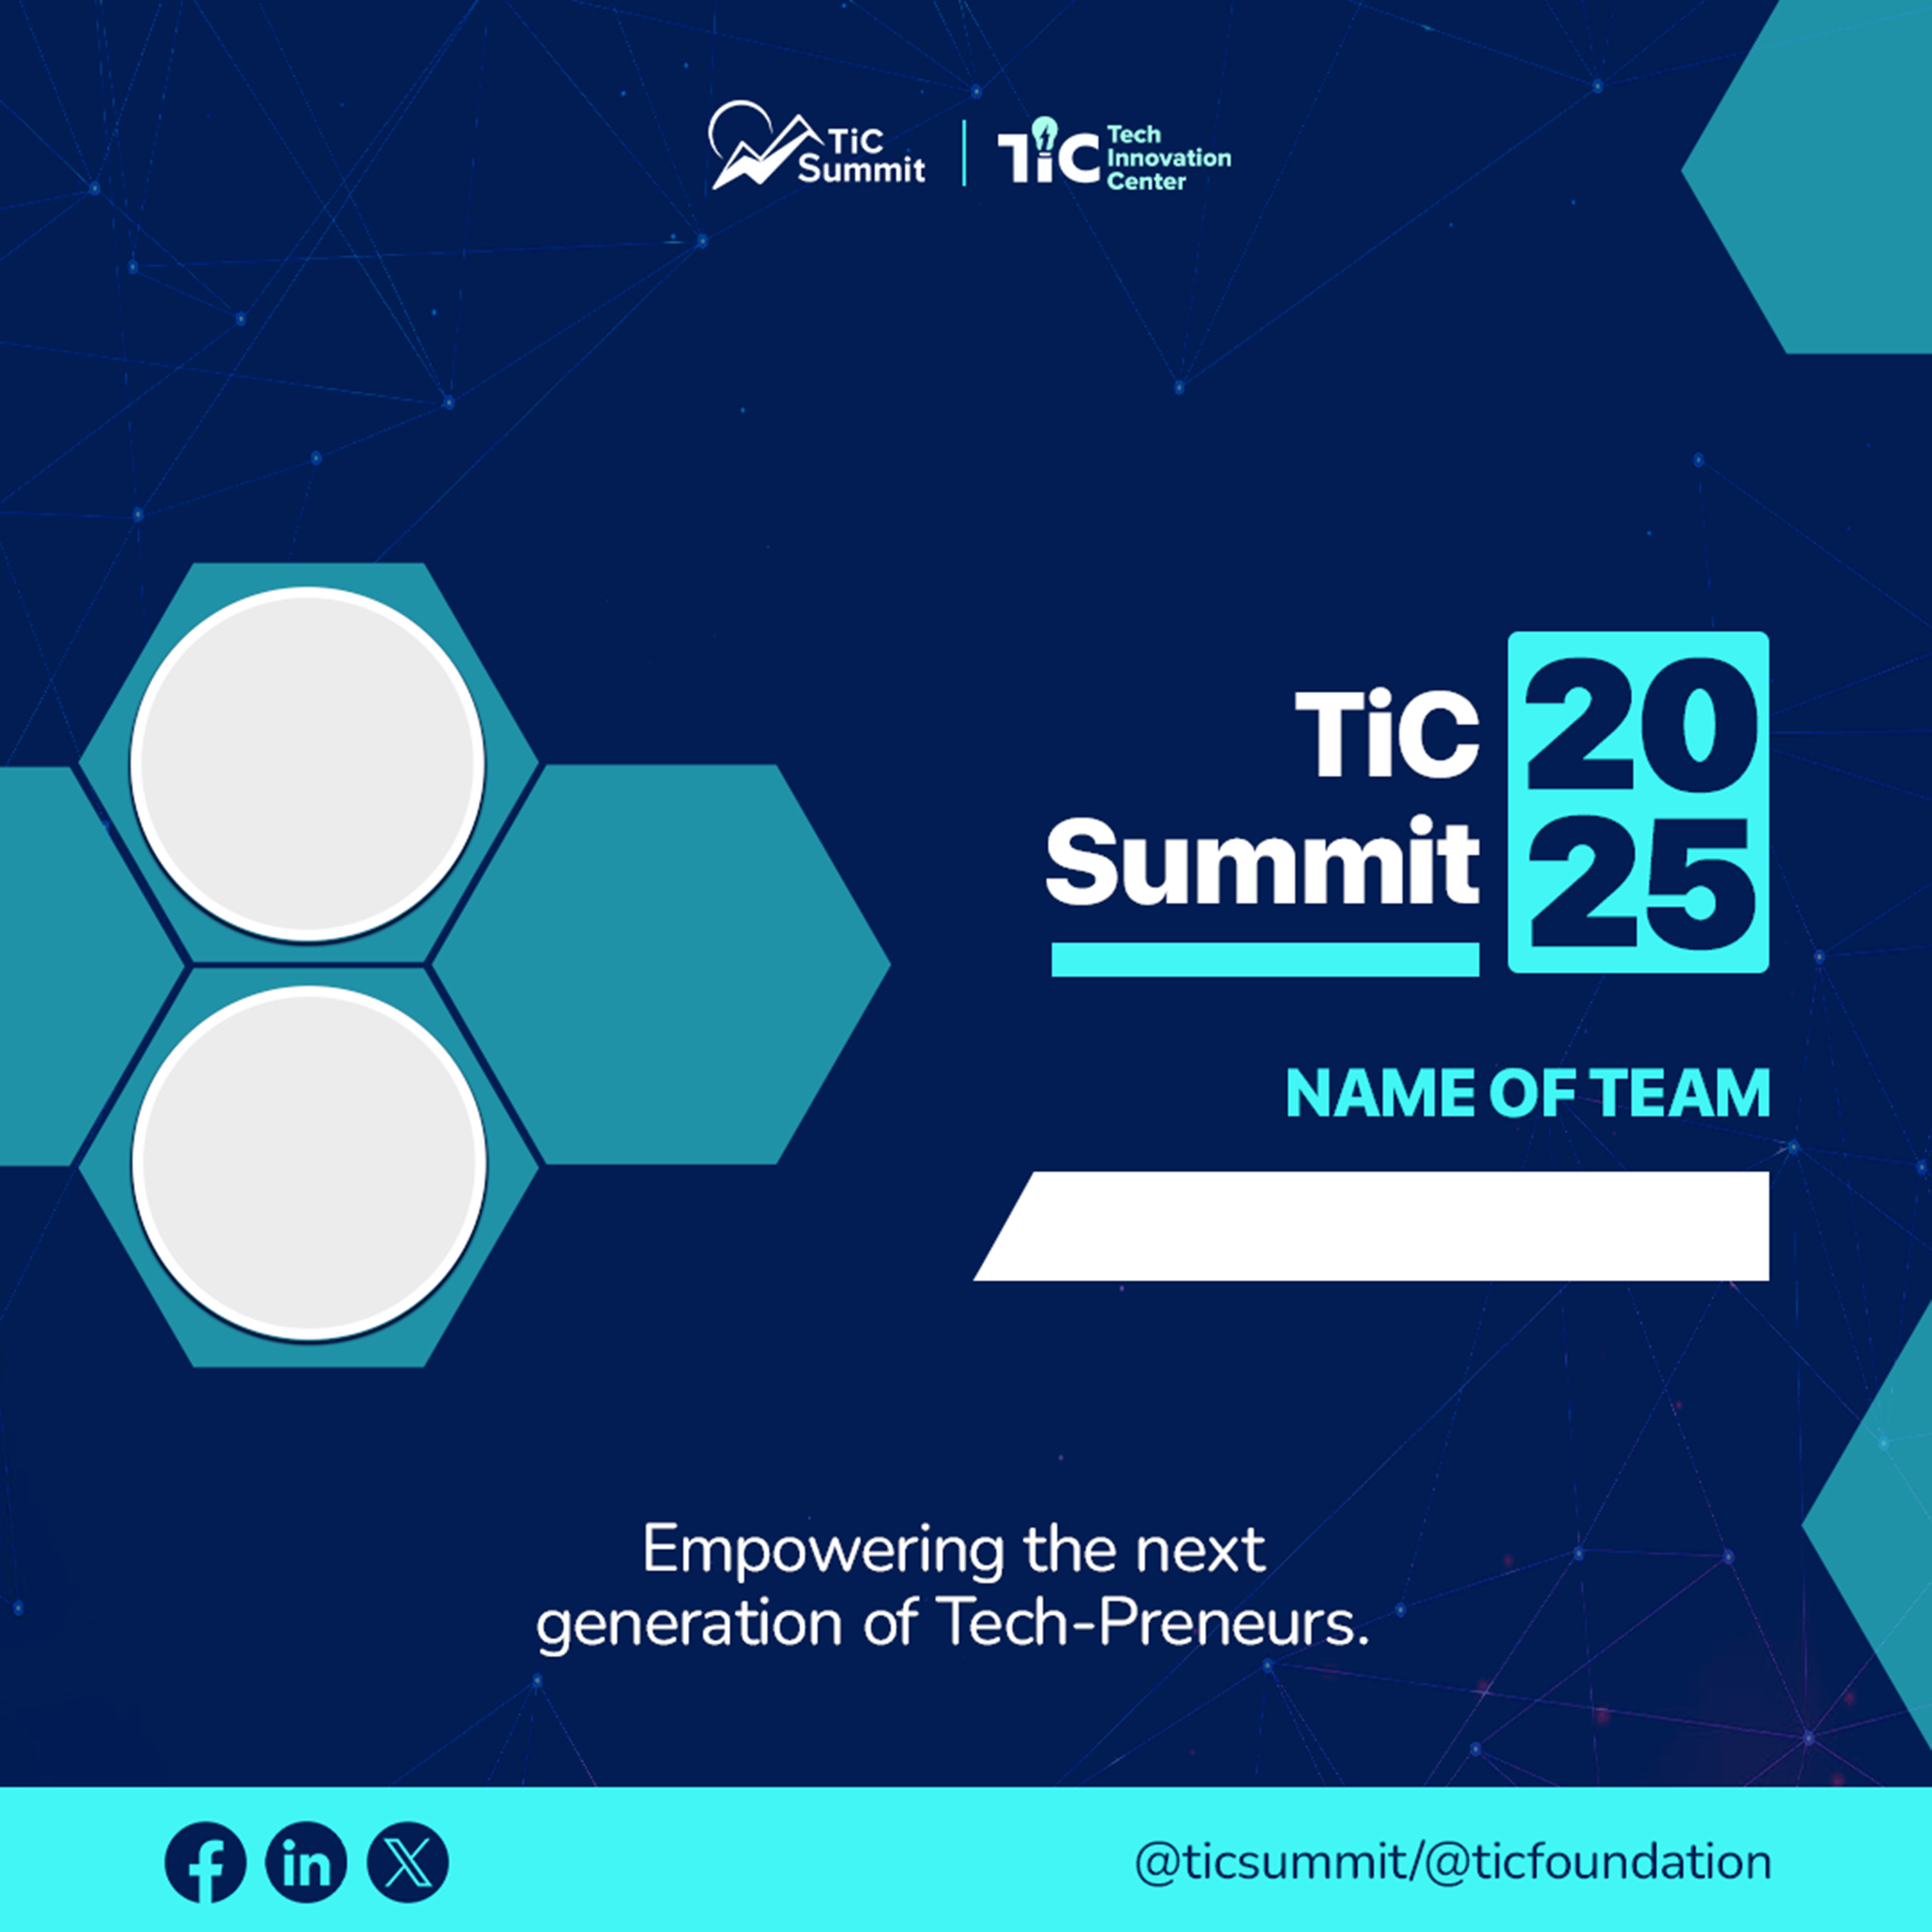 TiC
Summit
TiC
Tech
Innovation
Center
TiC
Summit
20
25
NAME OF TEAM
Empowering the next
generation of Tech-Preneurs.
@ticsummit/@ticfoundation